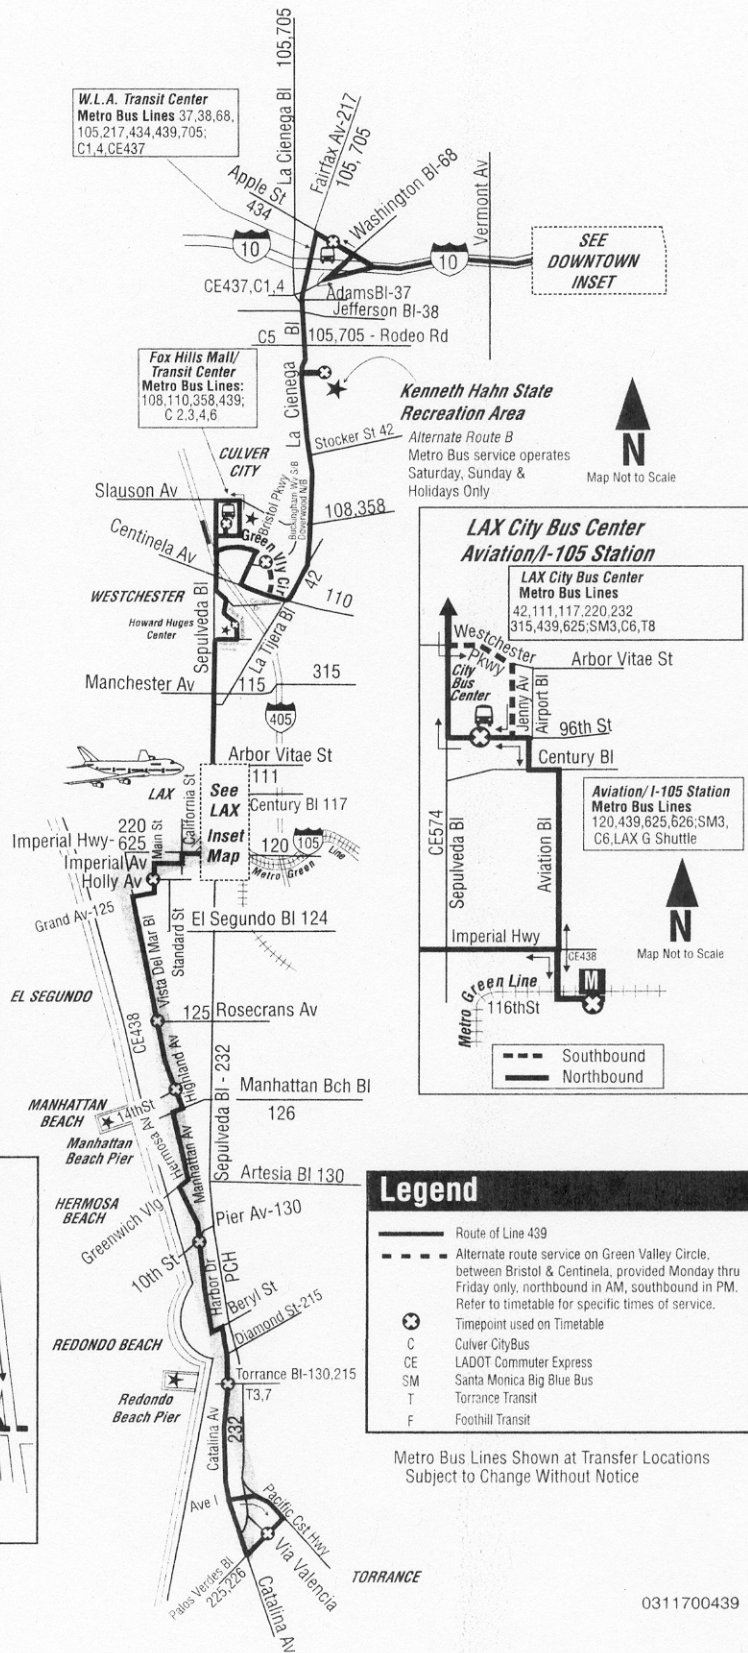 La Cienega Bl 105,705
W.L.A. Transit Center
Metro Bus Lines 37,38,68,
105,217,434,439,705;
C1,4,CE437
Fairfax Av-217
105, 705
Apple St
434
Washington Bl-68
Vermont Av
10
10
SEE
DOWNTOWN
INSET
CE437,C1,4
AdamsBl-37
Jefferson Bl-38
C5
105,705 - Rodeo Rd
La Cienega Bl
Fox Hills Mall/
Transit Center
Metro Bus Lines:
108,110,358,439;
C 2.3,4,6
Kenneth Hahn State
Recreation Area
Alternate Route B
Metro Bus service operates
Saturday, Sunday &
Holidays Only
N
Map Not to Scale
Stocker St 42
CULVER
CITY
Slauson Av
Bristol Pkwy
Buckingham Wy S/B
Doverwood N/B
108,358
Green Vly Cir
Centinela Av
42
110
WESTCHESTER
Howard Huges
Center
Sepulveda Bl
La Tijera Bl
Manchester Av
115
315
405
LAX
Arbor Vitae St
111
Century Bl 117
See
LAX
Inset
Map
California St
220
Main St
Imperial Hwy-
625
Imperial Av
Holly Av
120
105
Metro Green Line
Grand Av-125
Standard St
El Segundo Bl 124
Vista Del Mar Bl
EL SEGUNDO
CE438
125 Rosecrans Av
Highland Av
Sepulveda Bl - 232
Manhattan Bch Bl
126
MANHATTAN
BEACH
14thSt
Manhattan
Beach Pier
Hermosa Av
Manhattan Av
Artesia Bl 130
HERMOSA
BEACH
Greenwich Vlg
Pier Av-130
10th St
Harbor Dr
PCH
Beryl St
Diamond St-215
REDONDO BEACH
Redondo
Beach Pier
Torrance Bl-130,215
T3,7
Catalina Av
232
Ave I
Pacific Cst Hwy
Via Valencia
Palos Verdes Bl
225,226
Catalina Av
TORRANCE
LAX City Bus Center
Aviation/I-105 Station
LAX City Bus Center
Metro Bus Lines
42,111,117,220,232
315,439,625;SM3,C6,T8
Westchester
Pkwy
City
Bus
Center
Jenny Av
Airport Bl
Arbor Vitae St
96th St
Century Bl
CE574
Sepulveda Bl
Aviation Bl
Aviation/ I-105 Station
Metro Bus Lines
120,439,625,626;SM3,
C6,LAX G Shuttle
N
Map Not to Scale
Imperial Hwy
CE438
M
Metro Green Line
116thSt
Southbound
Northbound
Legend
Route of Line 439
Alternate route service on Green Valley Circle,
between Bristol & Centinela, provided Monday thru
Friday only, northbound in AM, southbound in PM.
Refer to timetable for specific times of service.
Timepoint used on Timetable
C Culver CityBus
CE LADOT Commuter Express
SM Santa Monica Big Blue Bus
T Torrance Transit
F Foothill Transit
Metro Bus Lines Shown at Transfer Locations
Subject to Change Without Notice
0311700439